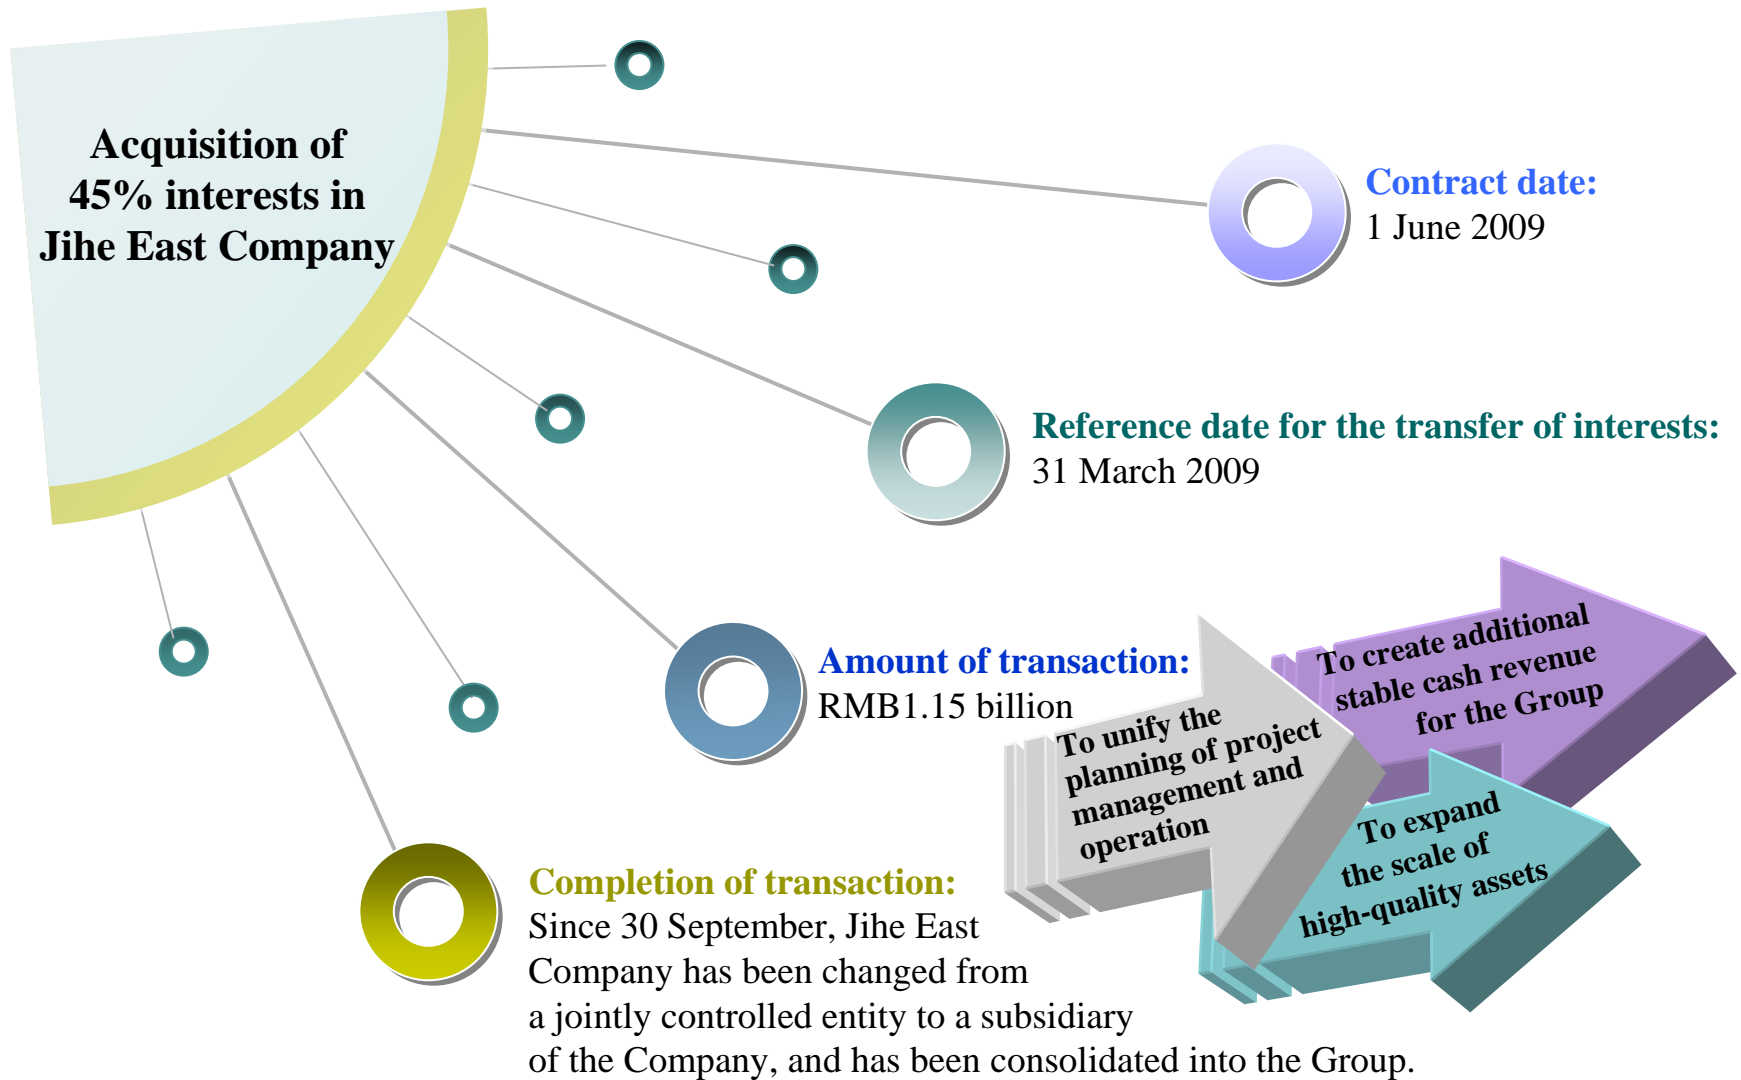 Acquisition of
45% interests in
Jihe East Company
Contract date:
1 June 2009
Reference date for the transfer of interests:
31 March 2009
Amount of transaction:
RMB1.15 billion
To create additional
stable cash revenue
for the Group
To unify the
planning of project
management and
operation
To expand
the scale of
high-quality assets
Completion of transaction:
Since 30 September, Jihe East
Company has been changed from
a jointly controlled entity to a subsidiary
of the Company, and has been consolidated into the Group.